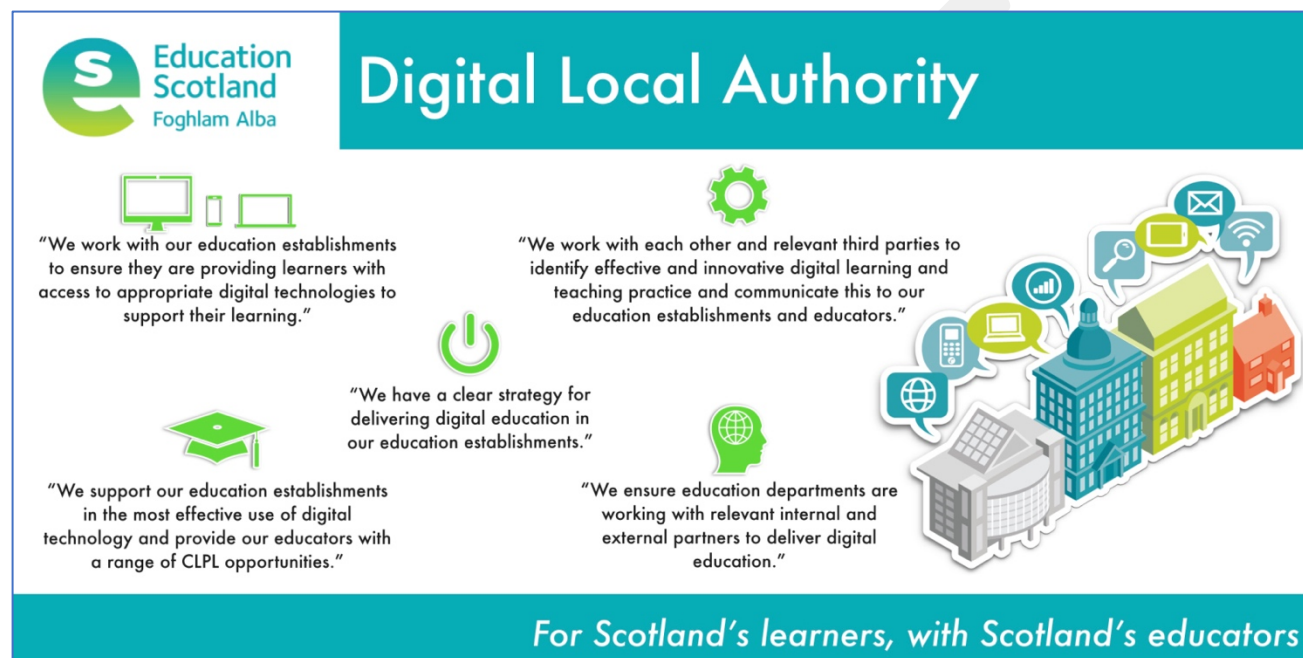 Education
Scotland
Foghlam Alba
Digital Local Authority
“We work with our education establishments
to ensure they are providing learners with
access to appropriate digital technologies to
support their learning.”
“We work with each other and relevant third parties to
identify effective and innovative digital learning and
teaching practice and communicate this to our
education establishments and educators.”
“We have a clear strategy for
delivering digital education in
our education establishments.”
“We support our education establishments
in the most effective use of digital
technology and provide our educators with
a range of CLPL opportunities.”
“We ensure education departments are
working with relevant internal and
external partners to deliver digital
education.”
For Scotland’s learners, with Scotland’s educators